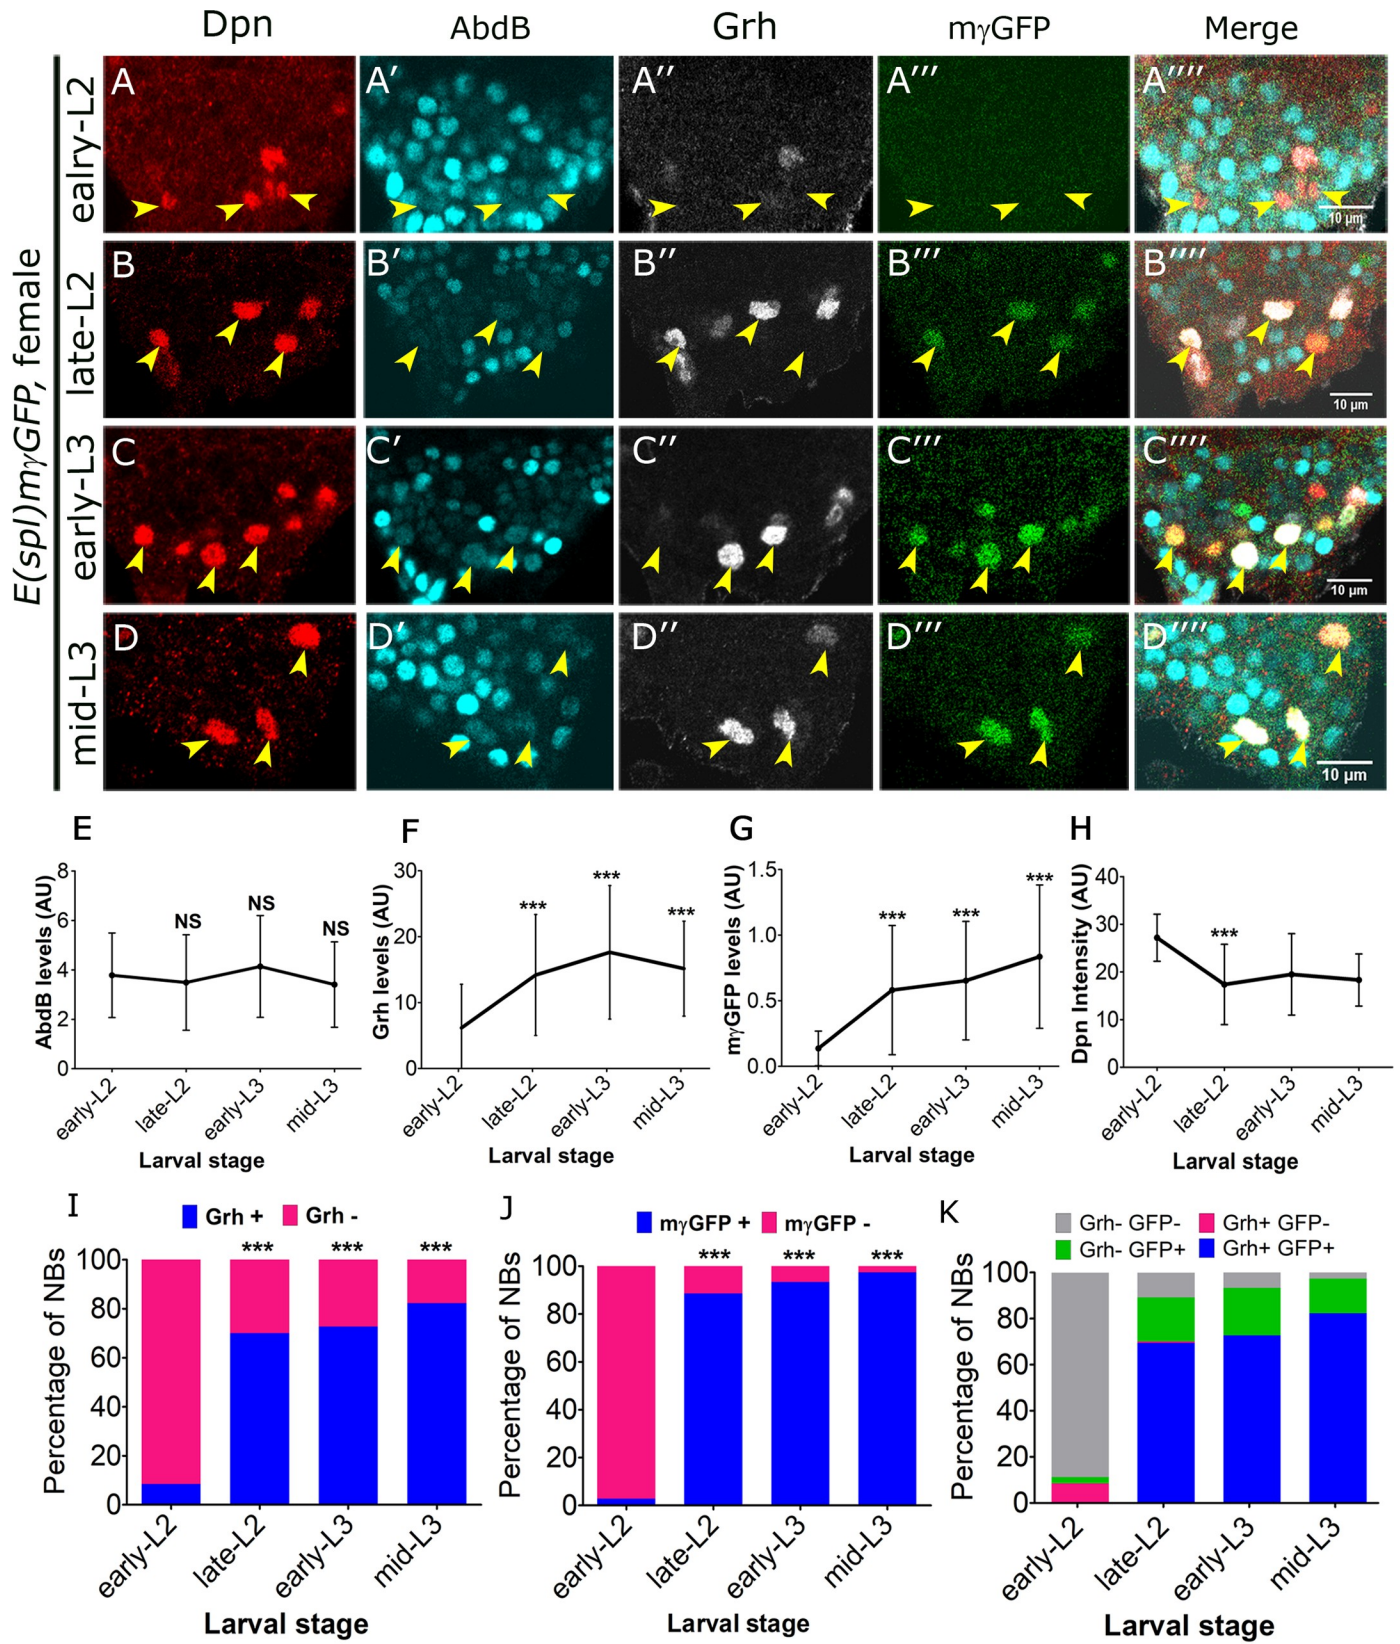 Dpn AbdB Grh mγGFP Merge
E(spl)mγGFP, female
ealry-L2
A A′ A′′ A′′′ A′′′′
10 µm
late-L2
B B′ B′′ B′′′ B′′′′
10 µm
early-L3
C C′ C′′ C′′′ C′′′′
10 µm
mid-L3
D D′ D′′ D′′′ D′′′′
10 µm
E
AbdB levels (AU)
8
6
4
2
0
NS NS NS
early-L2 late-L2 early-L3 mid-L3
Larval stage
F
Grh levels (AU)
30
20
10
0
*** *** ***
early-L2 late-L2 early-L3 mid-L3
Larval stage
G
mγGFP levels (AU)
1.5
1.0
0.5
0.0
*** *** ***
early-L2 late-L2 early-L3 mid-L3
Larval stage
H
Dpn Intensity (AU)
40
30
20
10
0
***
early-L2 late-L2 early-L3 mid-L3
Larval stage
I
Grh + Grh -
Percentage of NBs
100
80
60
40
20
0
*** *** ***
early-L2 late-L2 early-L3 mid-L3
Larval stage
J
mγGFP + mγGFP -
Percentage of NBs
100
80
60
40
20
0
*** *** ***
early-L2 late-L2 early-L3 mid-L3
Larval stage
K
Grh- GFP- Grh+ GFP-
Grh- GFP+ Grh+ GFP+
Percentage of NBs
100
80
60
40
20
0
early-L2 late-L2 early-L3 mid-L3
Larval stage